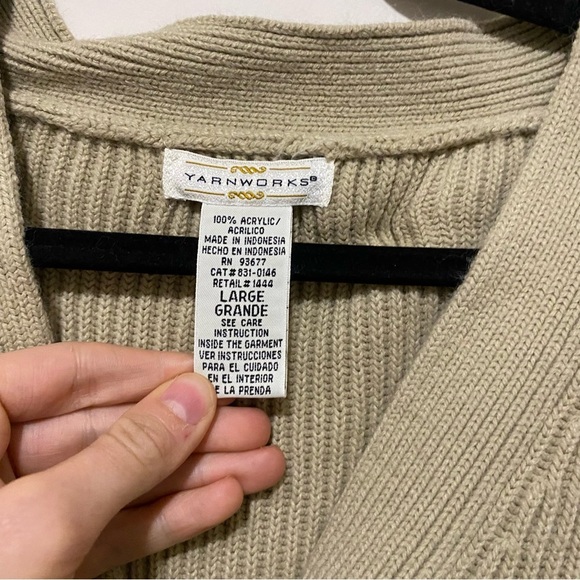 YARNWORKS®
100% ACRYLIC/
ACRILICO
MADE IN INDONESIA
HECHO EN INDONESIA
RN 93677
CAT#831-0146
RETAIL#1444
LARGE
GRANDE
SEE CARE
INSTRUCTION
INSIDE THE GARMENT
VER INSTRUCCIONES
PARA EL CUIDADO
EN EL INTERIOR
DE LA PRENDA